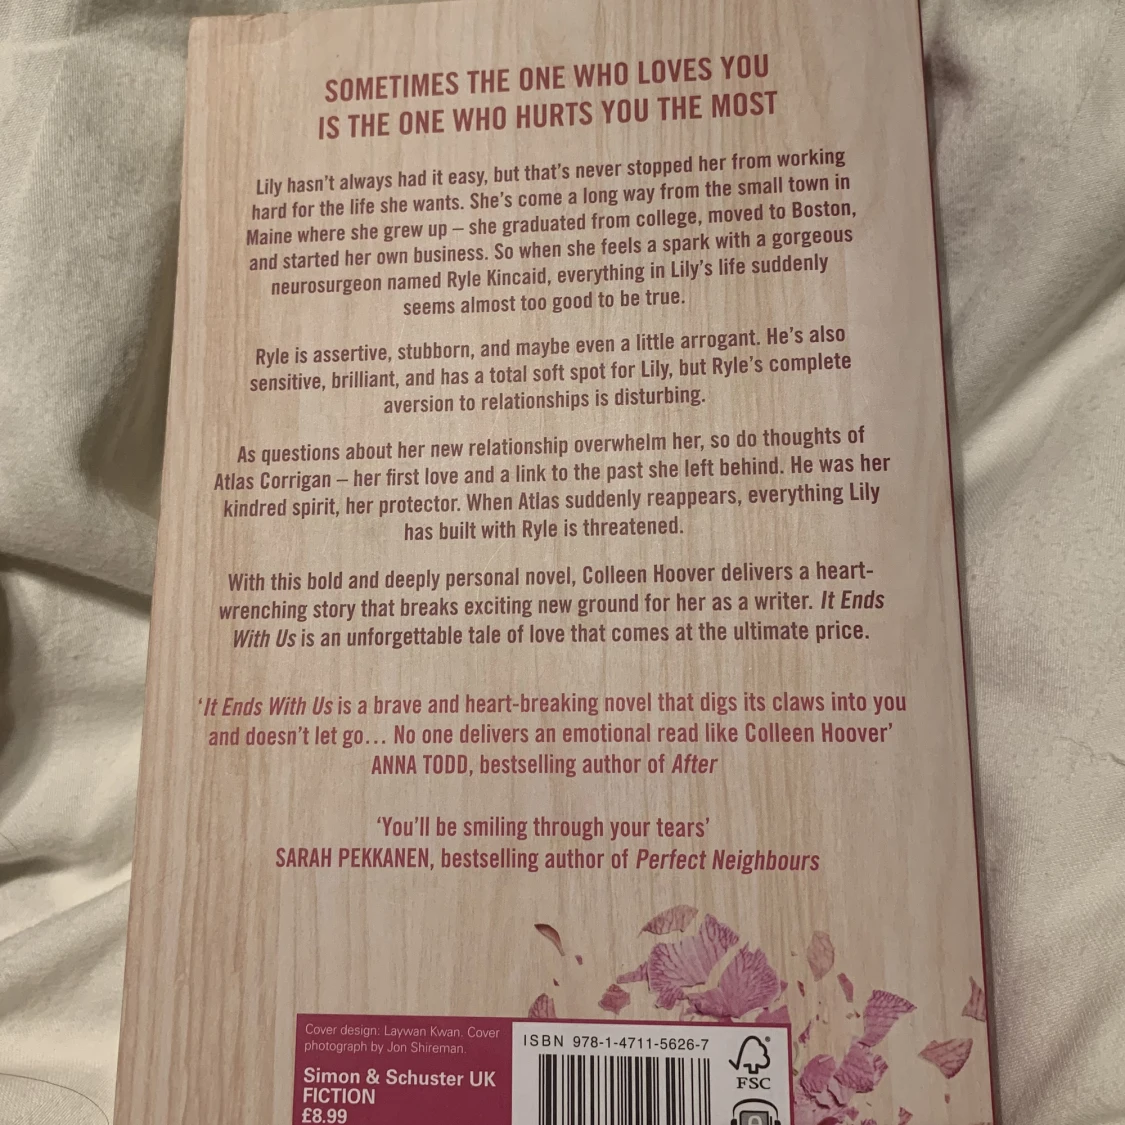 SOMETIMES THE ONE WHO LOVES YOU
IS THE ONE WHO HURTS YOU THE MOST
Lily hasn't always had it easy, but that's never stopped her from working
hard for the life she wants. She's come a long way from the small town in
Maine where she grew up – she graduated from college, moved to Boston,
and started her own business. So when she feels a spark with a gorgeous
neurosurgeon named Ryle Kincaid, everything in Lily's life suddenly
seems almost too good to be true.
Ryle is assertive, stubborn, and maybe even a little arrogant. He's also
sensitive, brilliant, and has a total soft spot for Lily, but Ryle's complete
aversion to relationships is disturbing.
As questions about her new relationship overwhelm her, so do thoughts of
Atlas Corrigan – her first love and a link to the past she left behind. He was her
kindred spirit, her protector. When Atlas suddenly reappears, everything Lily
has built with Ryle is threatened.
With this bold and deeply personal novel, Colleen Hoover delivers a heart-
wrenching story that breaks exciting new ground for her as a writer. It Ends
With Us is an unforgettable tale of love that comes at the ultimate price.
'It Ends With Us is a brave and heart-breaking novel that digs its claws into you
and doesn't let go… No one delivers an emotional read like Colleen Hoover'
ANNA TODD, bestselling author of After
'You'll be smiling through your tears'
SARAH PEKKANEN, bestselling author of Perfect Neighbours
Cover design: Laywan Kwan. Cover
photograph by Jon Shireman.
Simon & Schuster UK
FICTION
£8.99
ISBN 978-1-4711-5626-7
FSC